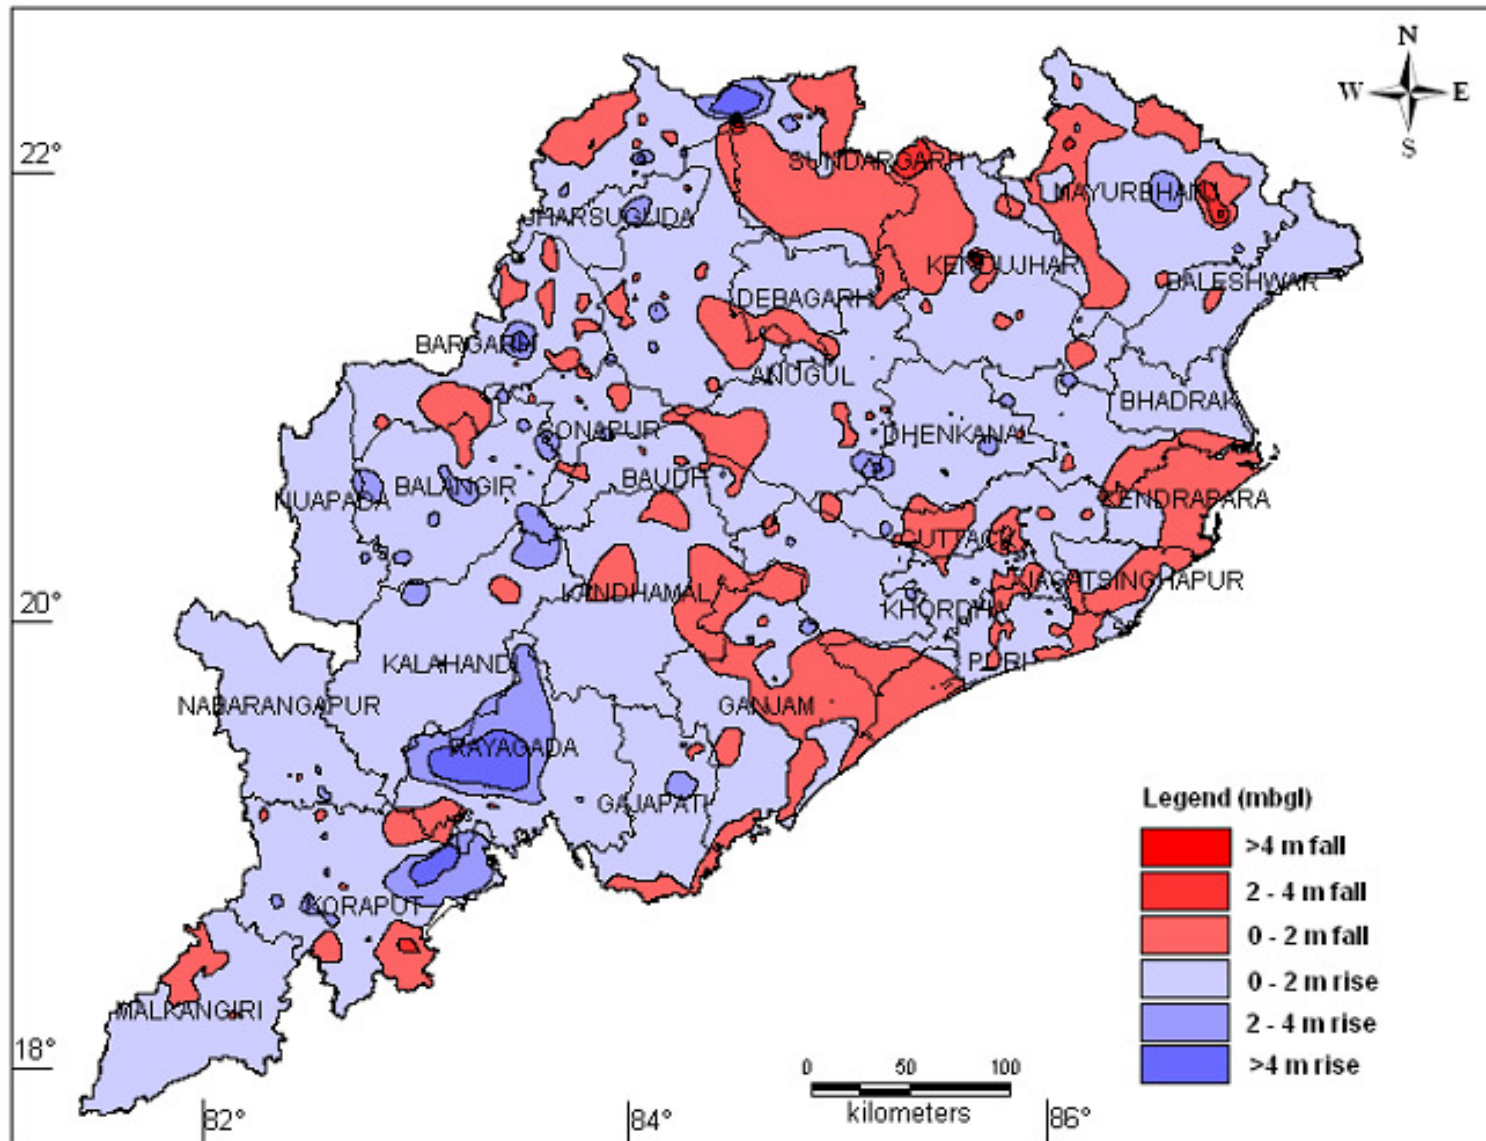 N
W E
S
22°
SUNDARGARH
MAYURBHANJ
JHARSUGUDA
KENDUJHAR
BALESHWAR
DEBAGARH
BARGARH
ANUGUL
BHADRAK
SONAPUR
DHENKANAL
BAUDH
BALANGIR
NUAPADA
KENDRAPARA
CUTTACK
JAGATSINGHAPUR
20°
KANDHAMAL
KHORDHA
KALAHANDI
PURI
NABARANGAPUR
GANJAM
RAYAGADA
GAJAPATI
Legend (mbgl)
>4 m fall
2 - 4 m fall
0 - 2 m fall
0 - 2 m rise
2 - 4 m rise
>4 m rise
KORAPUT
MALKANGIRI
18°
0 50 100
kilometers
82° 84° 86°